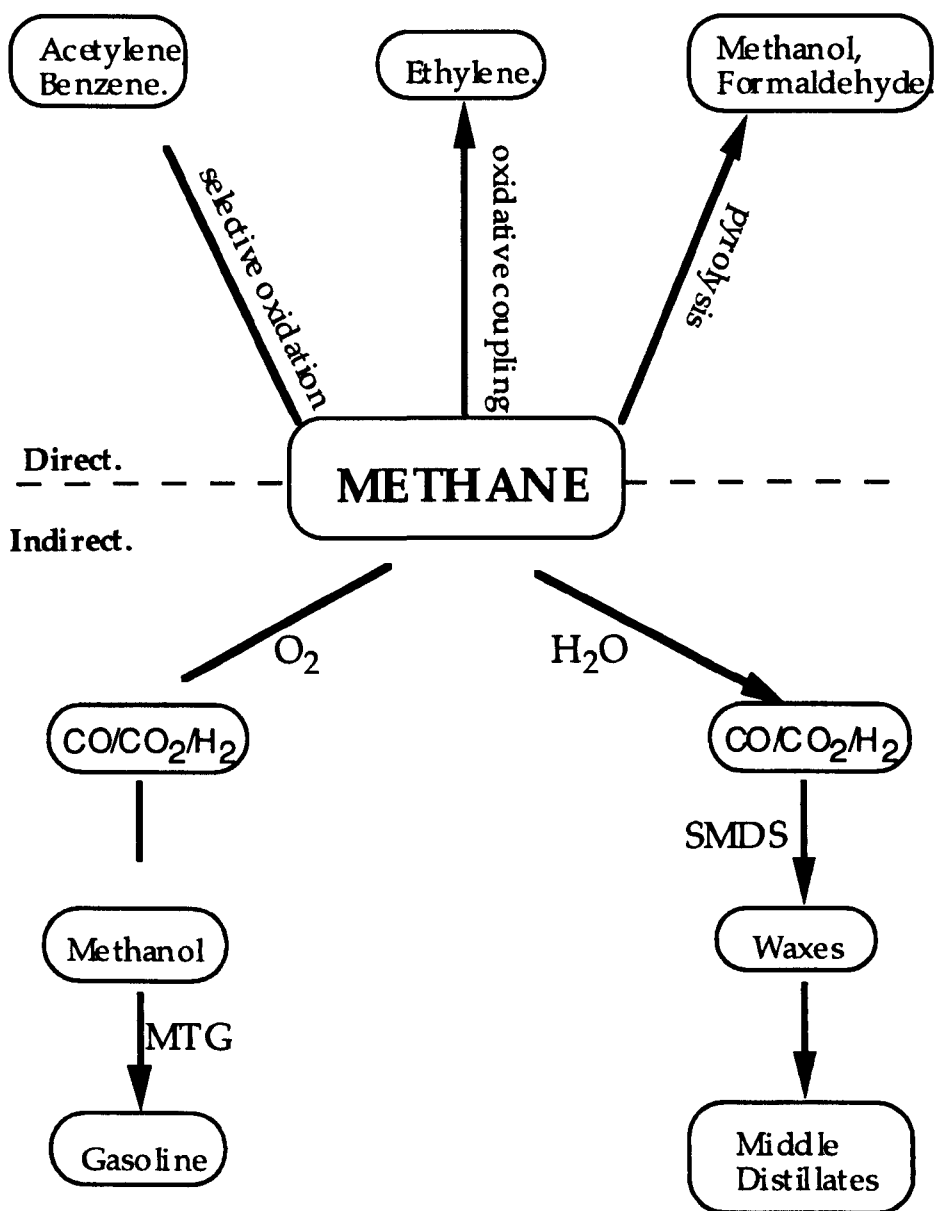 Acetylene,
Benzene.
Ethylene.
Methanol,
Formaldehyde.
selective oxidation
oxidative coupling
pyrolysis
Direct.
METHANE
Indirect.
O₂
H₂O
CO/CO₂/H₂
CO/CO₂/H₂
SMDS
Methanol
Waxes
MTG
Gasoline
Middle
Distillates